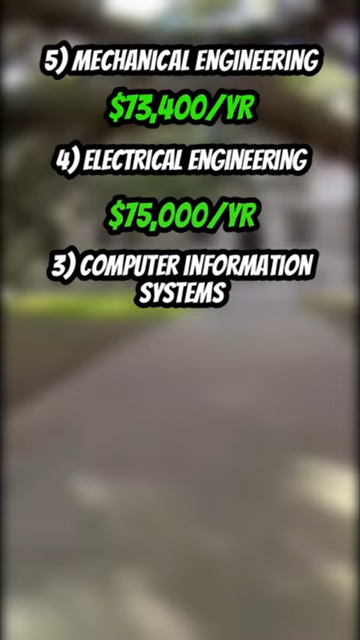 5) MECHANICAL ENGINEERING
$73,400/YR
4) ELECTRICAL ENGINEERING
$75,000/YR
3) COMPUTER INFORMATION
SYSTEMS